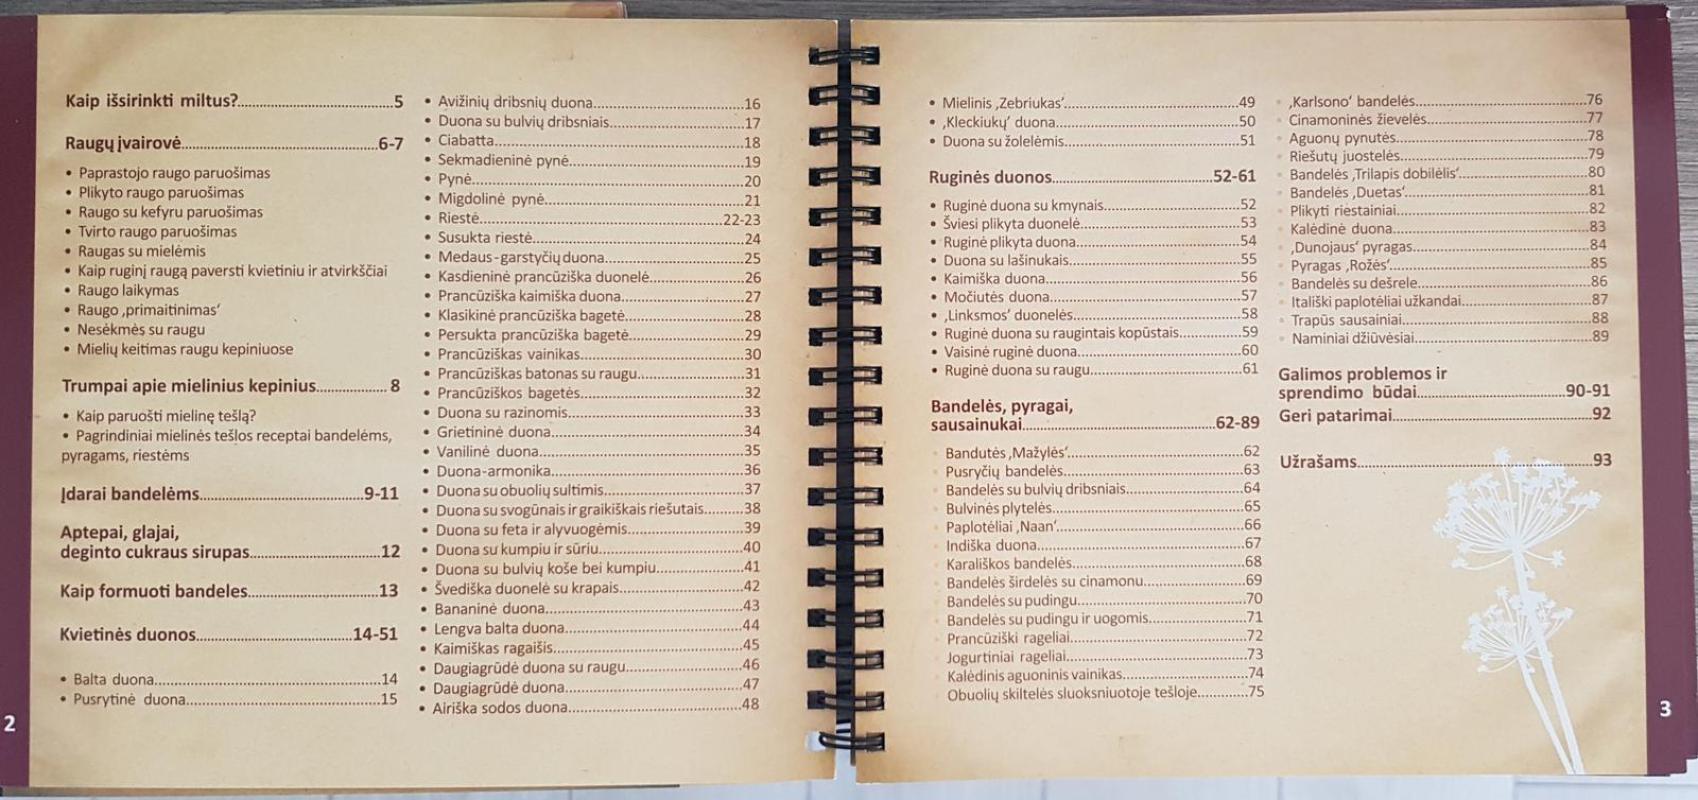 Kaip išsirinkti miltus?.....5
Raugų įvairovė.....6-7
• Paprastojo raugo paruošimas
• Plikyto raugo paruošimas
• Raugo su kefyru paruošimas
• Tvirto raugo paruošimas
• Raugas su mielėmis
• Kaip ruginį raugą paversti kvietiniu ir atvirkščiai
• Raugo laikymas
• Raugo ‚primaitinimas‘
• Nesėkmės su raugu
• Mielių keitimas raugu kepiniuose
Trumpai apie mielinius kepinius..... 8
• Kaip paruošti mielinę tešlą?
• Pagrindiniai mielinės tešlos receptai bandelėms,
pyragams, riestėms
Įdarai bandelėms.....9-11
Aptepai, glajai,
deginto cukraus sirupas.....12
Kaip formuoti bandeles.....13
Kvietinės duonos.....14-51
• Balta duona.....14
• Pusrytinė duona.....15
2
• Avižinių dribsnių duona.....16
• Duona su bulvių dribsniais.....17
• Ciabatta.....18
• Sekmadieninė pynė.....19
• Pynė.....20
• Migdolinė pynė.....21
• Riestė.....22-23
• Susukta riestė.....24
• Medaus-garstyčių duona.....25
• Kasdieninė prancūziška duonelė.....26
• Prancūziška kaimiška duona.....27
• Klasikinė prancūziška bagetė.....28
• Persukta prancūziška bagetė.....29
• Prancūziškas vainikas.....30
• Prancūziškas batonas su raugu.....31
• Prancūziškos bagetės.....32
• Duona su razinomis.....33
• Grietininė duona.....34
• Vanilinė duona.....35
• Duona-armonika.....36
• Duona su obuolių sultimis.....37
• Duona su svogūnais ir graikiškais riešutais.....38
• Duona su feta ir alyvuogėmis.....39
• Duona su kumpiu ir sūriu.....40
• Duona su bulvių koše bei kumpiu.....41
• Švediška duonelė su krapais.....42
• Bananinė duona.....43
• Lengva balta duona.....44
• Kaimiškas ragaišis.....45
• Daugiagrūdė duona su raugu.....46
• Daugiagrūdė duona.....47
• Airiška sodos duona.....48
• Mielinis ‚Zebriukas‘.....49
• ‚Kleckiukų‘ duona.....50
• Duona su žolelėmis.....51
Ruginės duonos.....52-61
• Ruginė duona su kmynais.....52
• Šviesi plikyta duonelė.....53
• Ruginė plikyta duona.....54
• Duona su lašinukais.....55
• Kaimiška duona.....56
• Močiutės duona.....57
• ‚Linksmos‘ duonelės.....58
• Ruginė duona su raugintais kopūstais.....59
• Vaisinė ruginė duona.....60
• Ruginė duona su raugu.....61
Bandelės, pyragai,
sausainukai.....62-89
• Bandutės ‚Mažylės‘.....62
• Pusryčių bandelės.....63
• Bandelės su bulvių dribsniais.....64
• Bulvinės plytelės.....65
• Paplotėliai ‚Naan‘.....66
• Indiška duona.....67
• Karališkos bandelės.....68
• Bandelės širdelės su cinamonu.....69
• Bandelės su pudingu.....70
• Bandelės su pudingu ir uogomis.....71
• Prancūziški rageliai.....72
• Jogurtiniai rageliai.....73
• Kalėdinis aguoninis vainikas.....74
• Obuolių skiltelės sluoksniuotoje tešloje.....75
• ‚Karlsono‘ bandelės.....76
• Cinamoninės žievelės.....77
• Aguonų pynutės.....78
• Riešutų juostelės.....79
• Bandelės ‚Trilapis dobilėlis‘.....80
• Bandelės ‚Duetas‘.....81
• Plikyti riestainiai.....82
• Kalėdinė duona.....83
• ‚Dunojaus‘ pyragas.....84
• Pyragas ‚Rožės‘.....85
• Bandelės su dešrele.....86
• Itališki paplotėliai užkandai.....87
• Trapūs sausainiai.....88
• Naminiai džiūvėsiai.....89
Galimos problemos ir
sprendimo būdai.....90-91
Geri patarimai.....92
Užrašams.....93
3